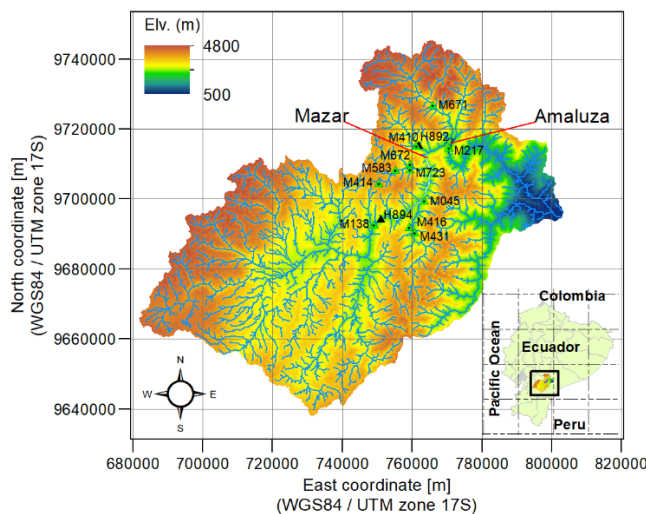 Elv. (m)
4800
500
9740000
9720000
9700000
9680000
9660000
9640000
North coordinate [m]
(WGS84 / UTM zone 17S)
Mazar
Amaluza
M671
M410
H892
M217
M672
M583
M723
M414
M045
H894
M138
M416
M431
N
W
E
S
Colombia
Ecuador
Pacific Ocean
Peru
680000
700000
720000
740000
760000
780000
800000
820000
East coordinate [m]
(WGS84 / UTM zone 17S)